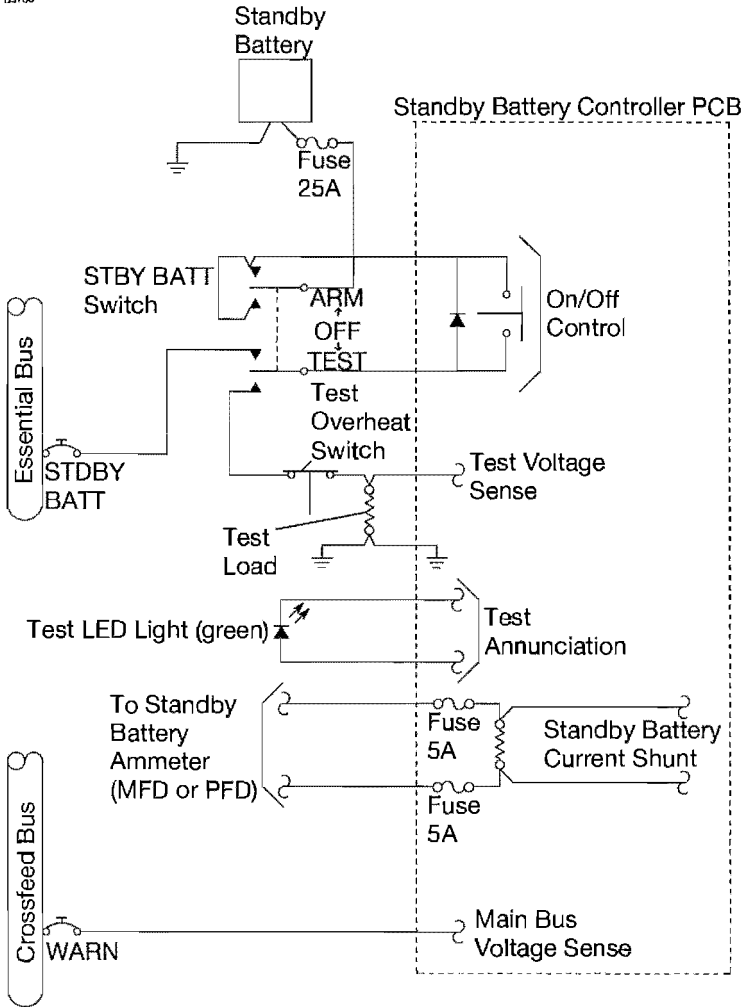 Standby
Battery
Standby Battery Controller PCB
Fuse
25A
STBY BATT
Switch
ARM
OFF
TEST
On/Off
Control
Essential Bus
STDBY
BATT
Test
Overheat
Switch
Test Voltage
Sense
Test
Load
Test LED Light (green)
Test
Annunciation
To Standby
Battery
Ammeter
(MFD or PFD)
Fuse
5A
Fuse
5A
Standby Battery
Current Shunt
Crossfeed Bus
WARN
Main Bus
Voltage Sense